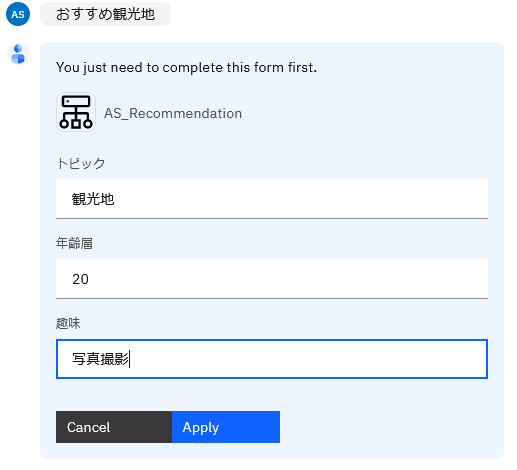 AS
おすすめ観光地
You just need to complete this form first.
AS_Recommendation
トピック
観光地
年齢層
20
趣味
写真撮影
Cancel
Apply